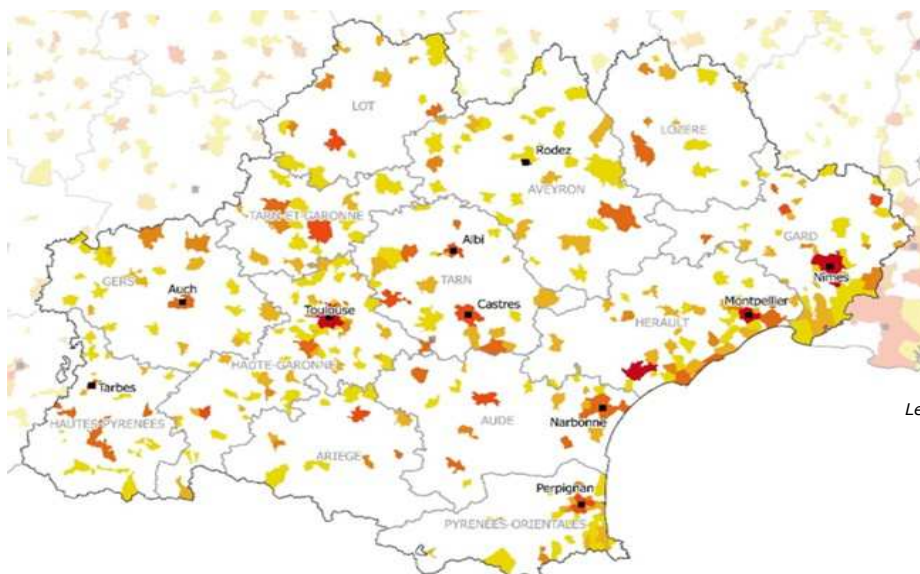 LOT
LOZERE
Rodez
AVEYRON
TARN-ET-GARONNE
GARD
Albi
TARN
Nîmes
GERS
Auch
Castres
Montpellier
Toulouse
HERAULT
HAUTE-GARONNE
Tarbes
Le
Narbonne
AUDE
HAUTES-PYRENEES
ARIEGE
Perpignan
PYRENEES-ORIENTALES